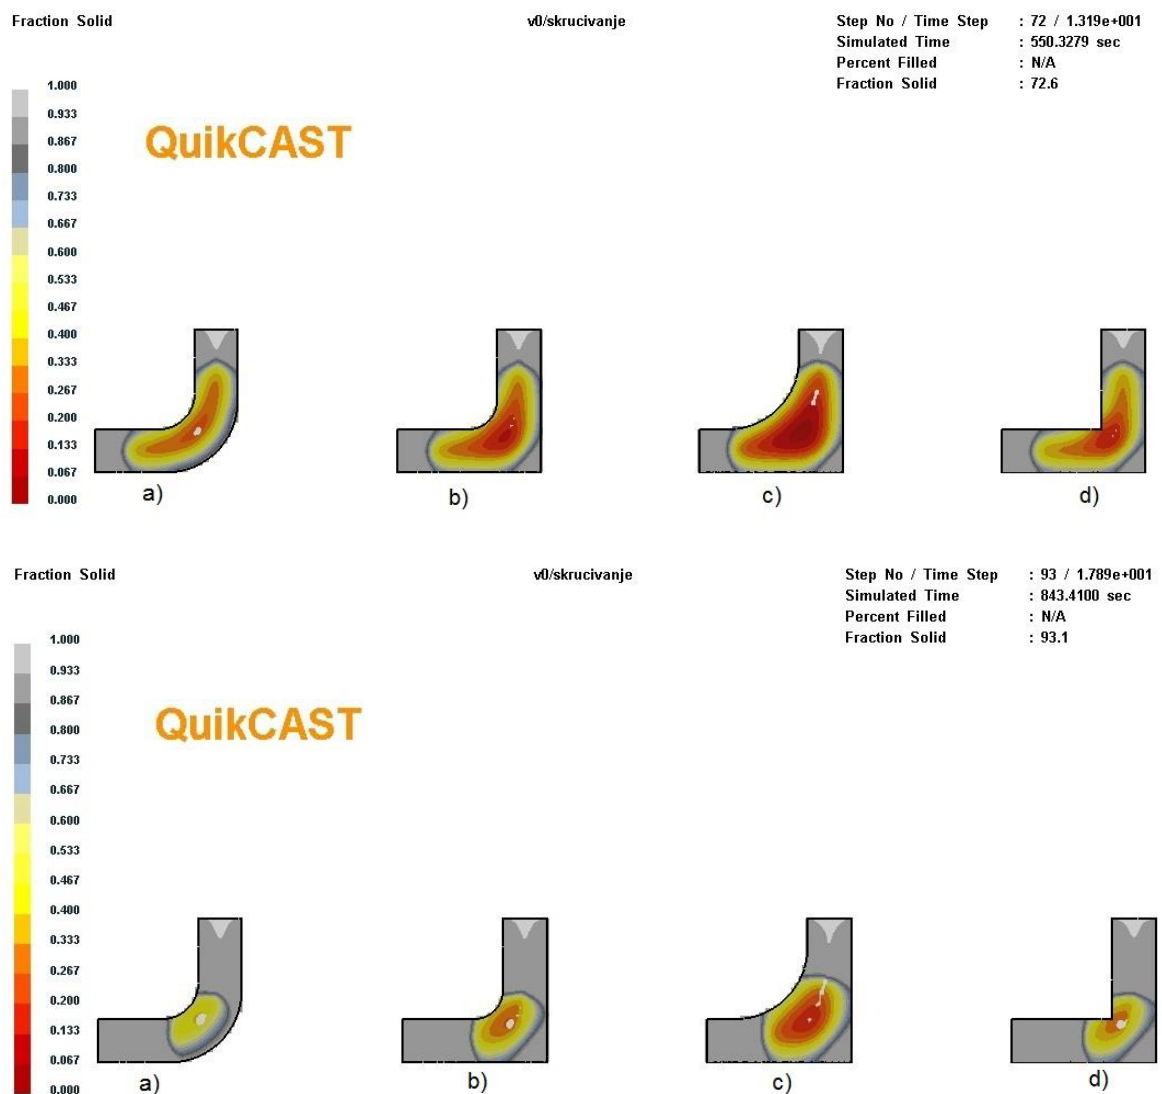 Fraction Solid v0/skrucivanje Step No / Time Step : 72 / 1.319e+001
Simulated Time : 550.3279 sec
Percent Filled : N/A
Fraction Solid : 72.6
1.000
0.933
QuikCAST
0.867
0.800
0.733
0.667
0.600
0.533
0.467
0.400
0.333
0.267
0.200
0.133
0.067
0.000
a) b) c) d)
Fraction Solid v0/skrucivanje Step No / Time Step : 93 / 1.789e+001
Simulated Time : 843.4100 sec
Percent Filled : N/A
Fraction Solid : 93.1
1.000
0.933
0.867
QuikCAST
0.800
0.733
0.667
0.600
0.533
0.467
0.400
0.333
0.267
0.200
0.133
0.067
0.000
a) b) c) d)